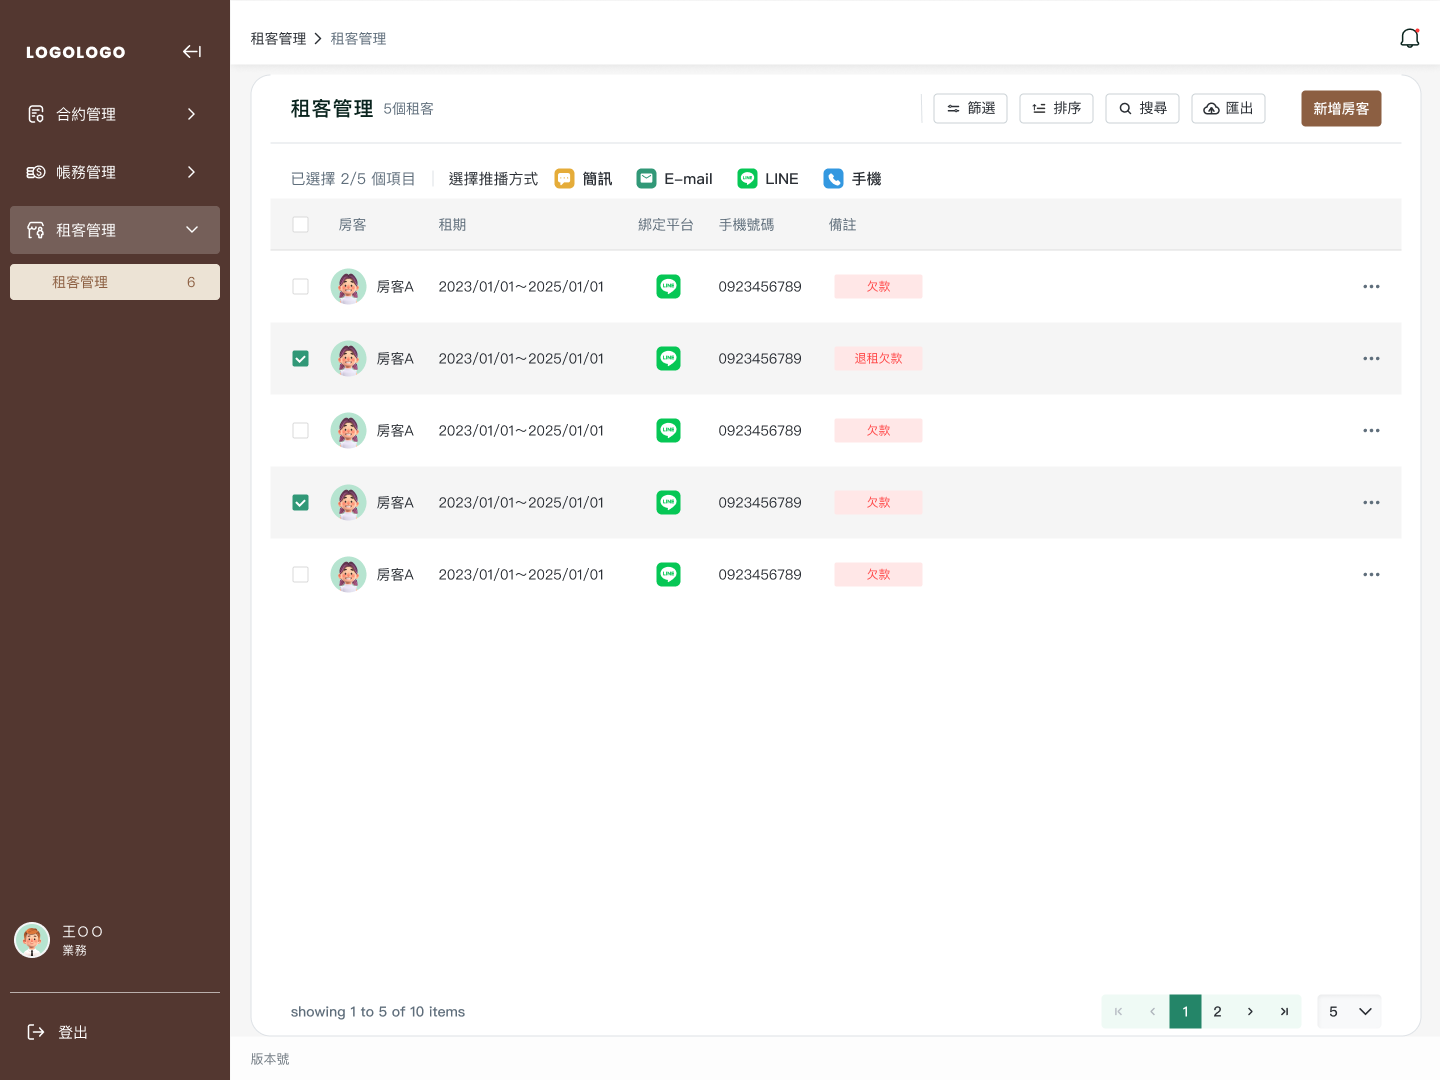 LOGOLOGO
合約管理
帳務管理
租客管理
租客管理 6
王ＯＯ
業務
登出
租客管理 > 租客管理
租客管理 5個租客
篩選 排序 搜尋 匯出 新增房客
已選擇 2/5 個項目 選擇推播方式 簡訊 E-mail LINE 手機
房客 租期 綁定平台 手機號碼 備註
房客A 2023/01/01～2025/01/01 LINE 0923456789 欠款
房客A 2023/01/01～2025/01/01 LINE 0923456789 退租欠款
房客A 2023/01/01～2025/01/01 LINE 0923456789 欠款
房客A 2023/01/01～2025/01/01 LINE 0923456789 欠款
房客A 2023/01/01～2025/01/01 LINE 0923456789 欠款
showing 1 to 5 of 10 items 1 2 5
版本號